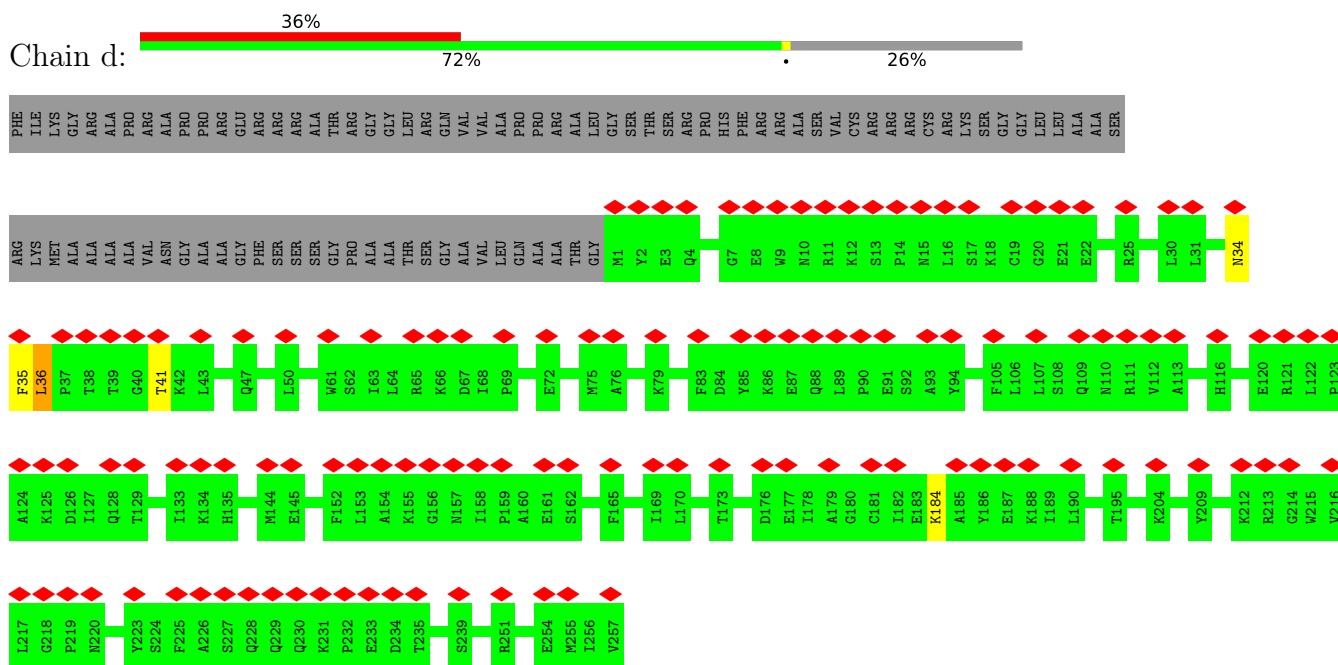 36%
Chain d:
72%
•
26%
PHE ILE LYS GLY ARG ALA PRO ARG ALA PRO PRO ARG GLU ARG ARG ARG ALA THR ARG GLY GLY LEU ARG GLN VAL VAL ALA PRO PRO ARG ALA LEU GLY SER THR SER ARG PRO HIS PHE ARG ARG ALA SER VAL CYS ARG ARG ARG CYS ARG LYS SER GLY GLY LEU LEU ALA ALA SER
ARG LYS MET ALA ALA ALA ALA VAL ASN GLY ALA ALA GLY PHE SER SER SER GLY PRO ALA ALA THR SER GLY ALA VAL LEU GLN ALA ALA THR GLY M1 Y2 E3 Q4 G7 E8 W9 N10 R11 K12 S13 P14 N15 L16 S17 K18 C19 G20 E21 E22 R25 L30 L31 N34
F35 L36 P37 T38 T39 G40 T41 K42 L43 Q47 L50 W61 S62 I63 L64 R65 K66 D67 I68 P69 E72 M75 A76 K79 F83 D84 Y85 K86 E87 Q88 L89 P90 E91 S92 A93 Y94 F105 L106 L107 S108 Q109 N110 R111 V112 A113 H116 E120 R121 L122 P123
A124 K125 D126 I127 Q128 T129 I133 K134 H135 M144 E145 F152 L153 A154 K155 G156 N157 I158 P159 A160 E161 S162 F165 I169 L170 T173 D176 E177 I178 A179 G180 C181 I182 E183 K184 A185 Y186 E187 K188 I189 L190 T195 K204 Y209 K212 R213 G214 W215 V216
L217 G218 P219 N220 Y223 S224 F225 A226 S227 Q228 Q229 Q230 K231 P232 E233 D234 T235 S239 R251 E254 M255 I256 V257